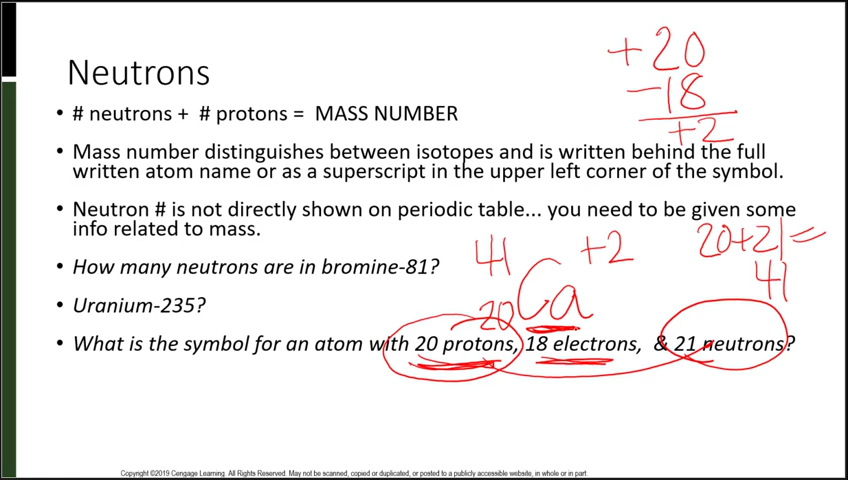 +20
Neutrons
-18
• # neutrons + # protons = MASS NUMBER
+2
• Mass number distinguishes between isotopes and is written behind the full
written atom name or as a superscript in the upper left corner of the symbol.
• Neutron # is not directly shown on periodic table... you need to be given some
info related to mass.
20+21=
41
41 +2
Ca
20
• How many neutrons are in bromine-81?
• Uranium-235?
• What is the symbol for an atom with 20 protons, 18 electrons, & 21 neutrons?
Copyright ©2019 Cengage Learning. All Rights Reserved. May not be scanned, copied or duplicated, or posted to a publicly accessible website, in whole or in part